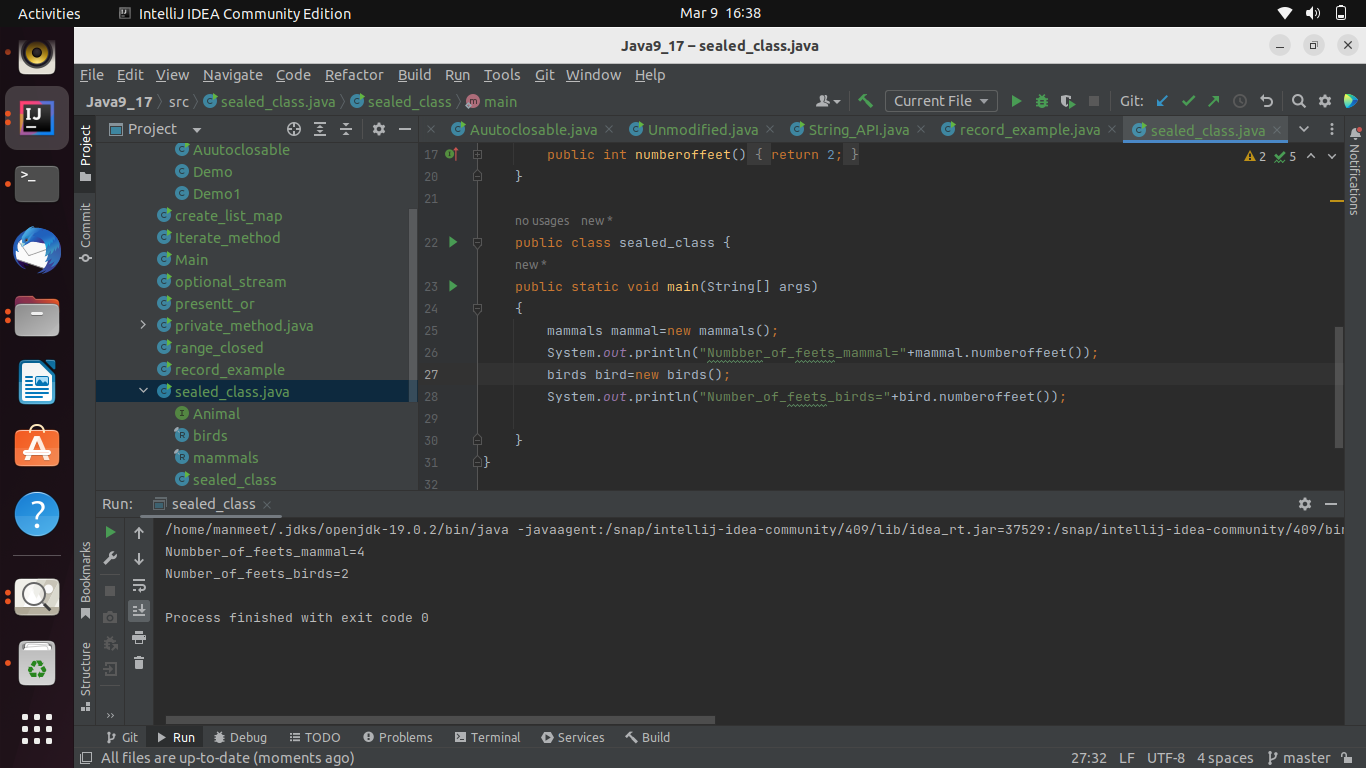 Activities IntelliJ IDEA Community Edition Mar 9 16:38
Java9_17 – sealed_class.java
File Edit View Navigate Code Refactor Build Run Tools Git Window Help
Java9_17 src sealed_class.java sealed_class main Current File Git:
Project
Auutoclosable.java Unmodified.java String_API.java record_example.java sealed_class.java
Project
Commit
Bookmarks
Structure
Notifications
Auutoclosable
Demo
Demo1
create_list_map
Iterate_method
Main
optional_stream
presentt_or
private_method.java
range_closed
record_example
sealed_class.java
Animal
birds
mammals
sealed_class
17 public int numberoffeet() { return 2; }
2 5
20 }
21
no usages new *
22 public class sealed_class {
new *
23 public static void main(String[] args)
24 {
25 mammals mammal=new mammals();
26 System.out.println("Numbber_of_feets_mammal="+mammal.numberoffeet());
27 birds bird=new birds();
28 System.out.println("Number_of_feets_birds="+bird.numberoffeet());
29
30 }
31 }
32
Run: sealed_class
/home/manmeet/.jdks/openjdk-19.0.2/bin/java -javaagent:/snap/intellij-idea-community/409/lib/idea_rt.jar=37529:/snap/intellij-idea-community/409/bin
Numbber_of_feets_mammal=4
Number_of_feets_birds=2
Process finished with exit code 0
Git Run Debug TODO Problems Terminal Services Build
All files are up-to-date (moments ago) 27:32 LF UTF-8 4 spaces master